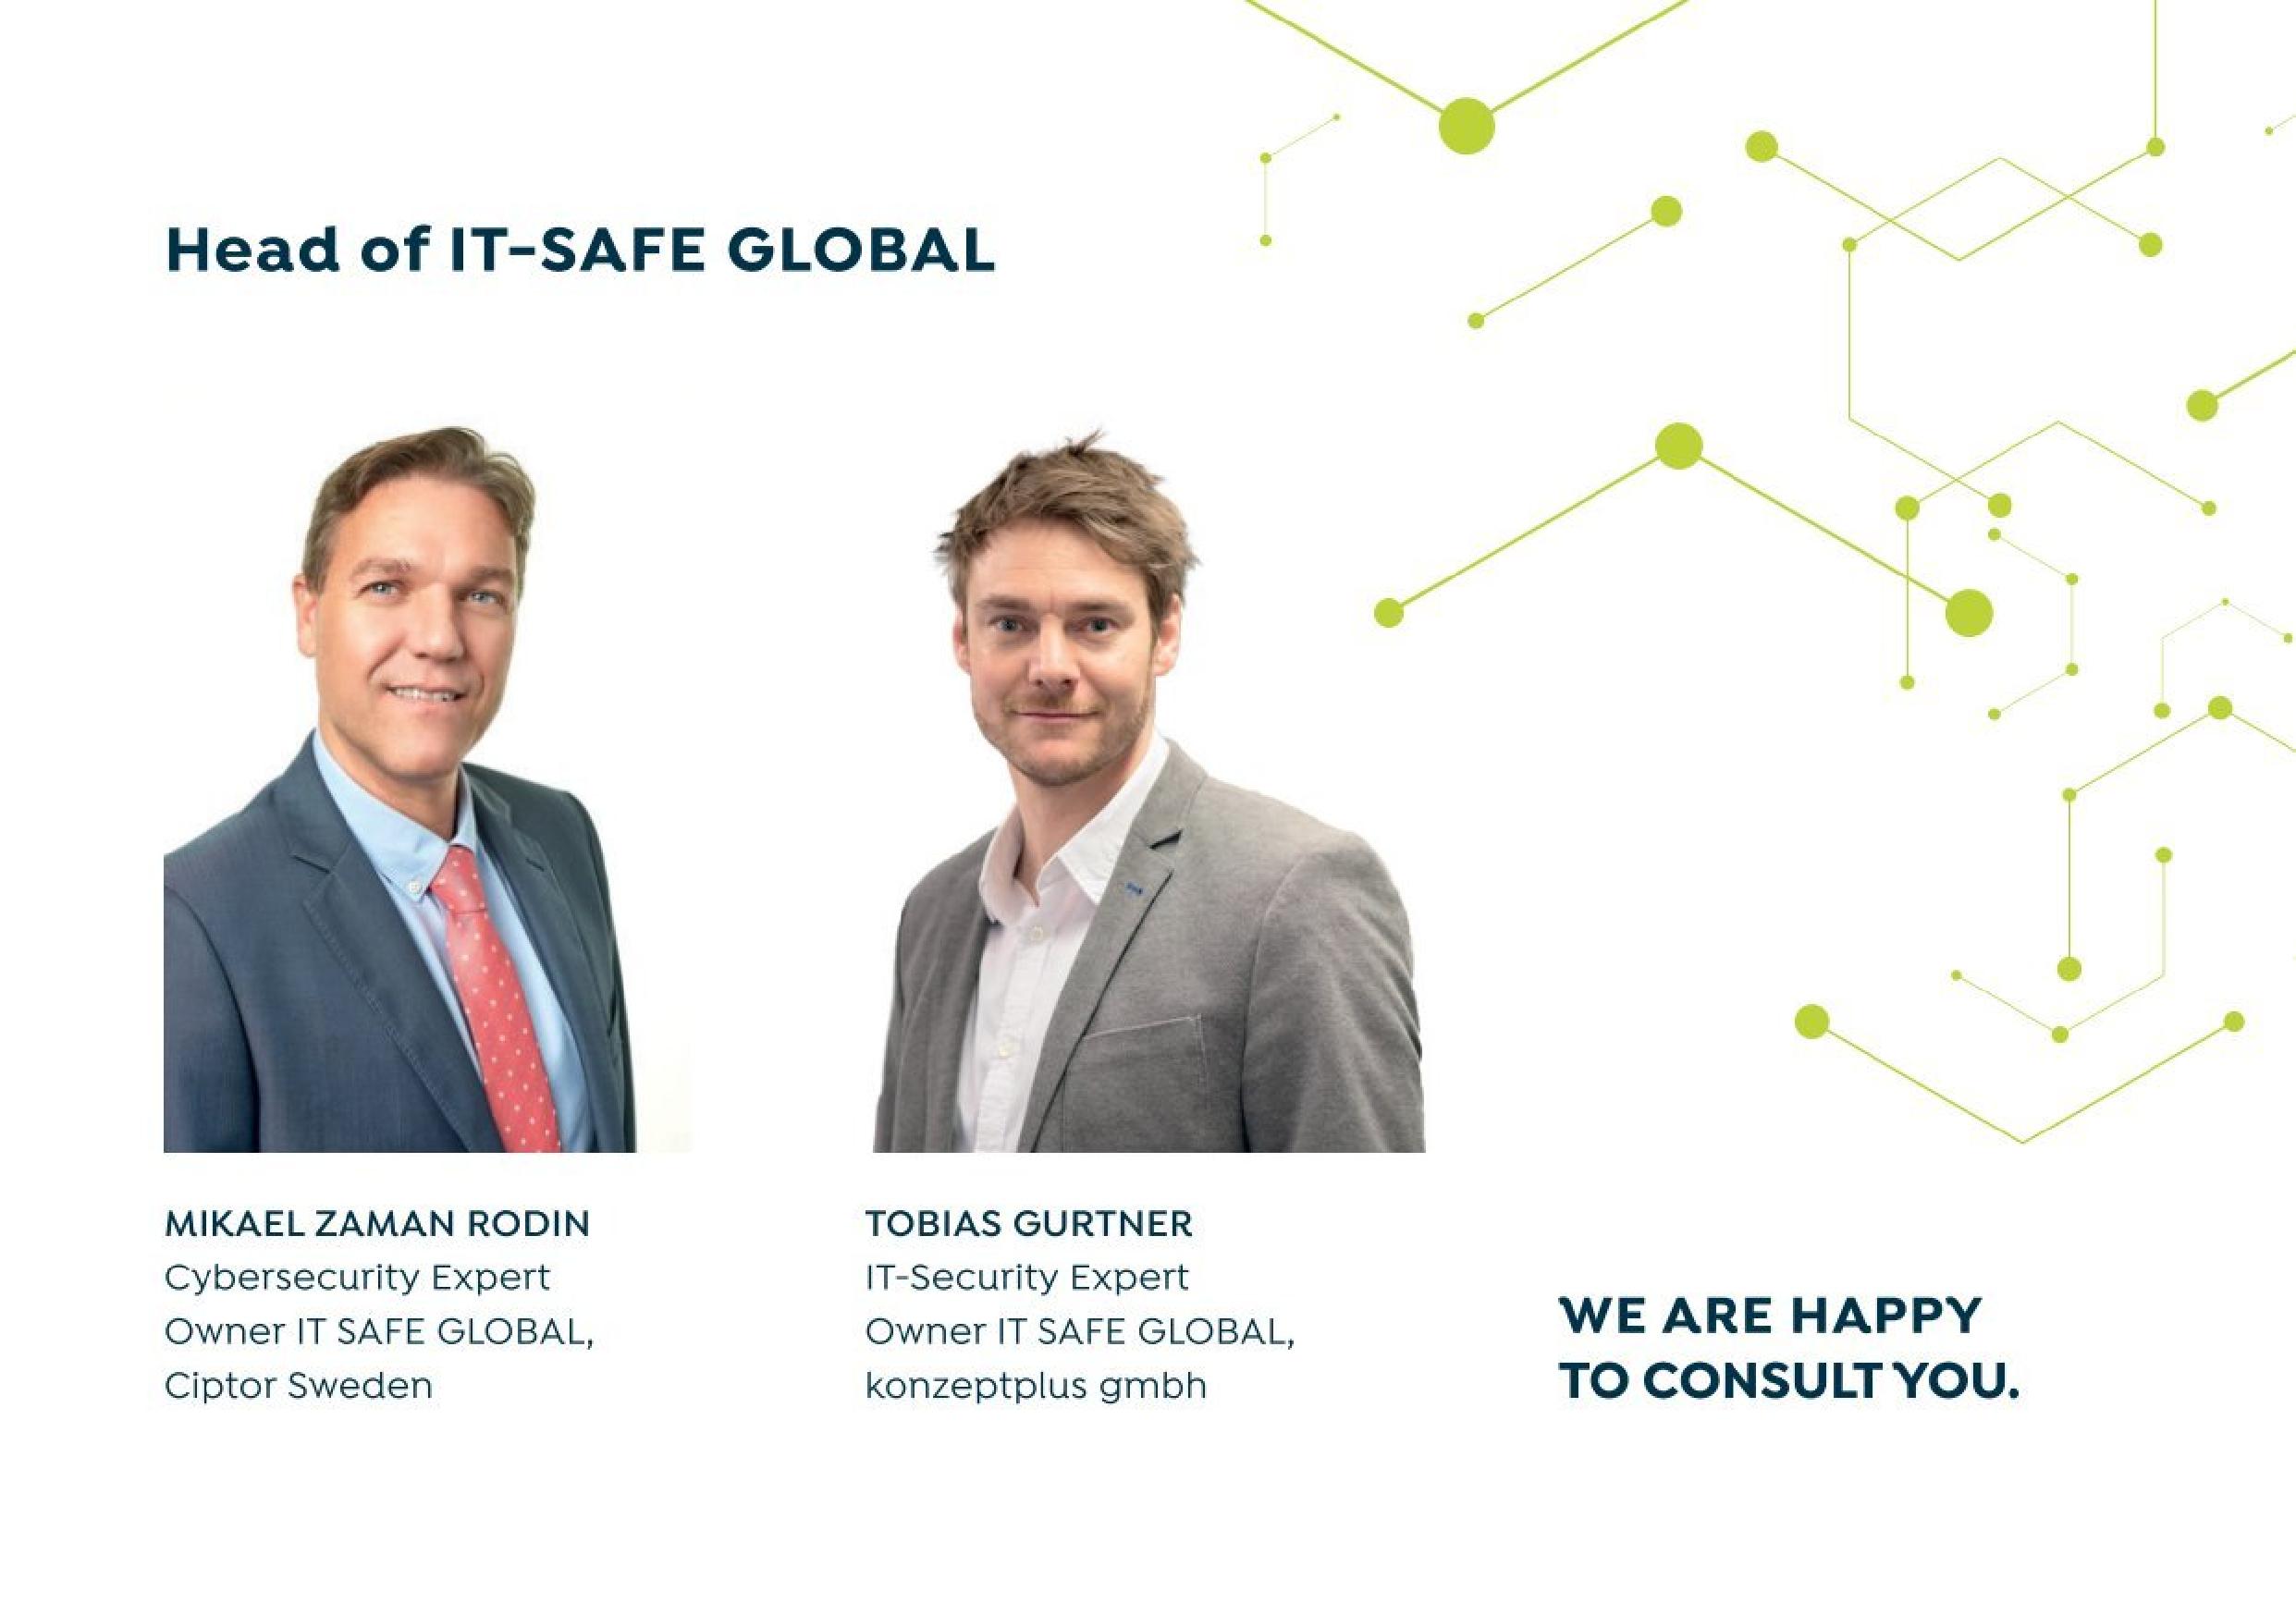 Head of IT-SAFE GLOBAL
MIKAEL ZAMAN RODIN
Cybersecurity Expert
Owner IT SAFE GLOBAL,
Ciptor Sweden
TOBIAS GURTNER
IT-Security Expert
Owner IT SAFE GLOBAL,
konzeptplus gmbh
WE ARE HAPPY
TO CONSULT YOU.